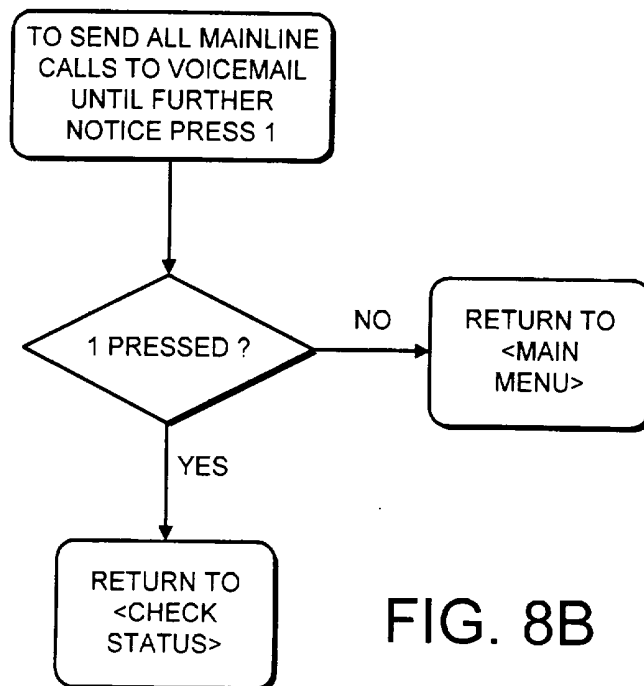 TO SEND ALL MAINLINE
CALLS TO VOICEMAIL
UNTIL FURTHER
NOTICE PRESS 1
1 PRESSED ?
NO
RETURN TO
<MAIN
MENU>
YES
RETURN TO
<CHECK
STATUS>
FIG. 8B